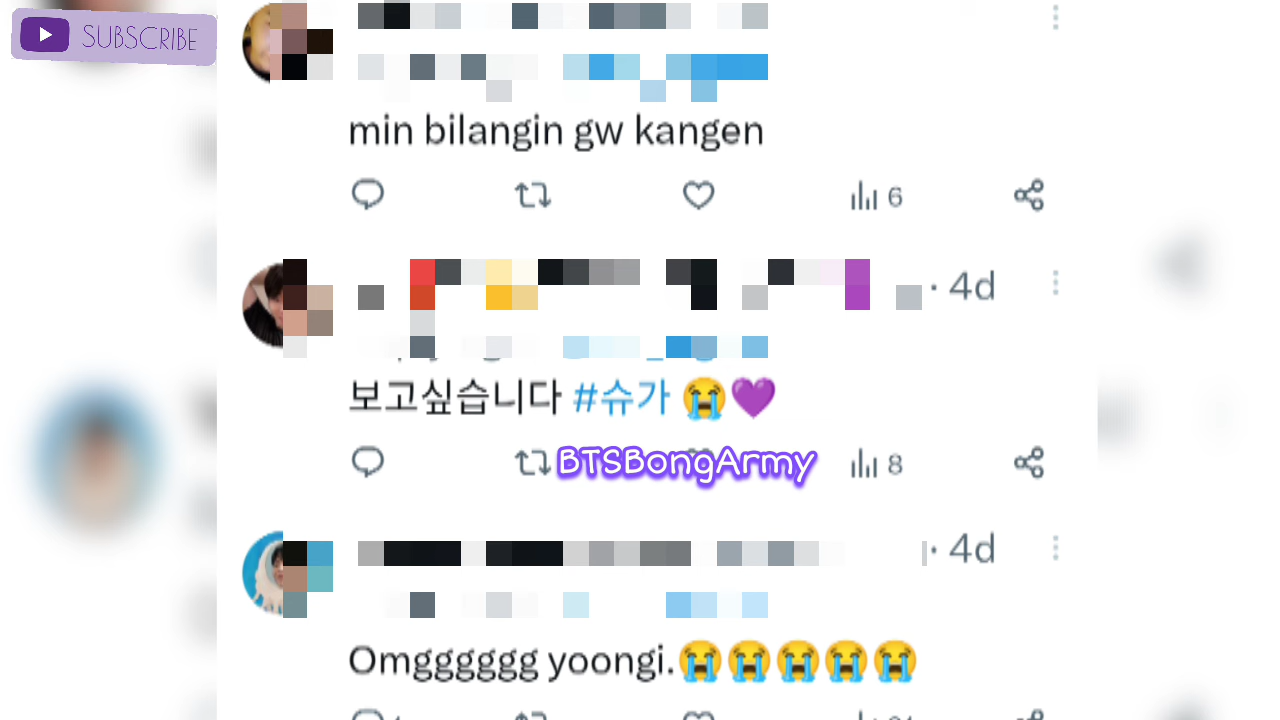 SUBSCRIBE
min bilangin gw kangen
6
· 4d
보고싶습니다 #슈가 😭💜
BTSBongArmy
8
· 4d
Omgggggg yoongi.😭😭😭😭😭